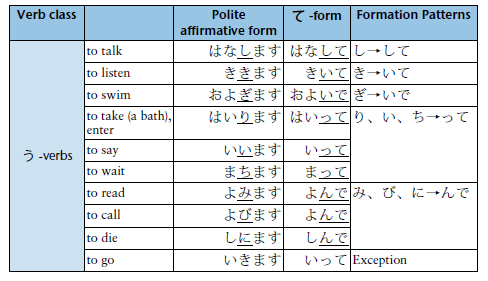 Verb class Polite affirmative form て -form Formation Patterns
う -verbs
to talk はなします はなして し→して
to listen ききます きいて き→いて
to swim およぎます およいで ぎ→いで
to take (a bath), enter はいります はいって り、い、ち→って
to say いいます いって
to wait まちます まって
to read よみます よんで み、び、に→んで
to call よびます よんで
to die しにます しんで
to go いきます いって Exception